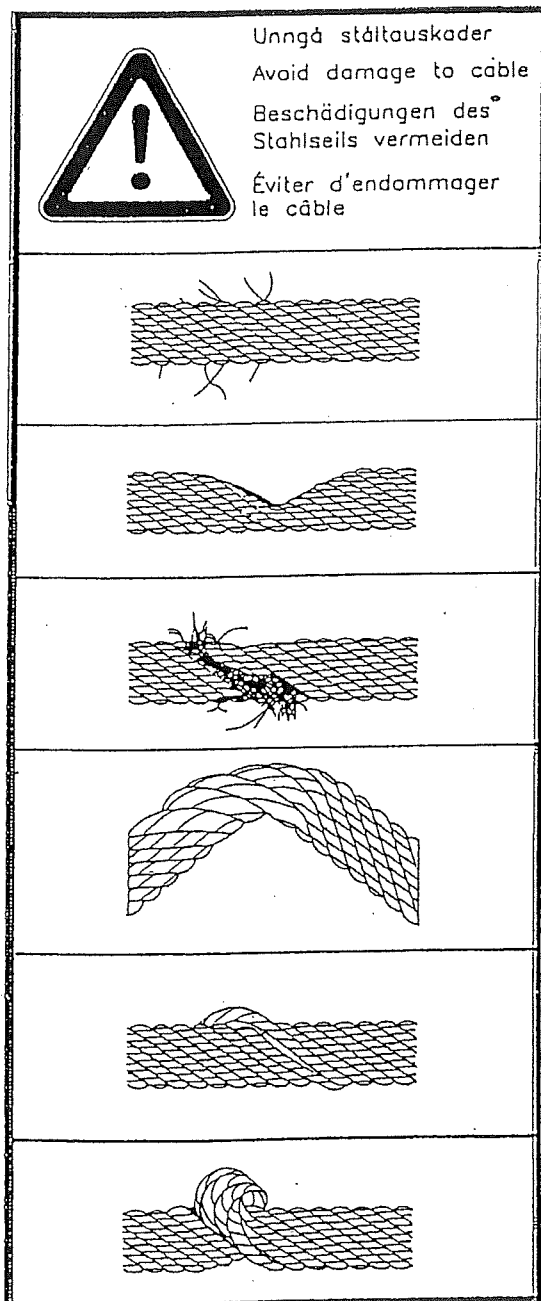 Unngå ståltauskader
Avoid damage to cable
Beschädigungen des
Stahlseils vermeiden
Éviter d'endommager
le câble